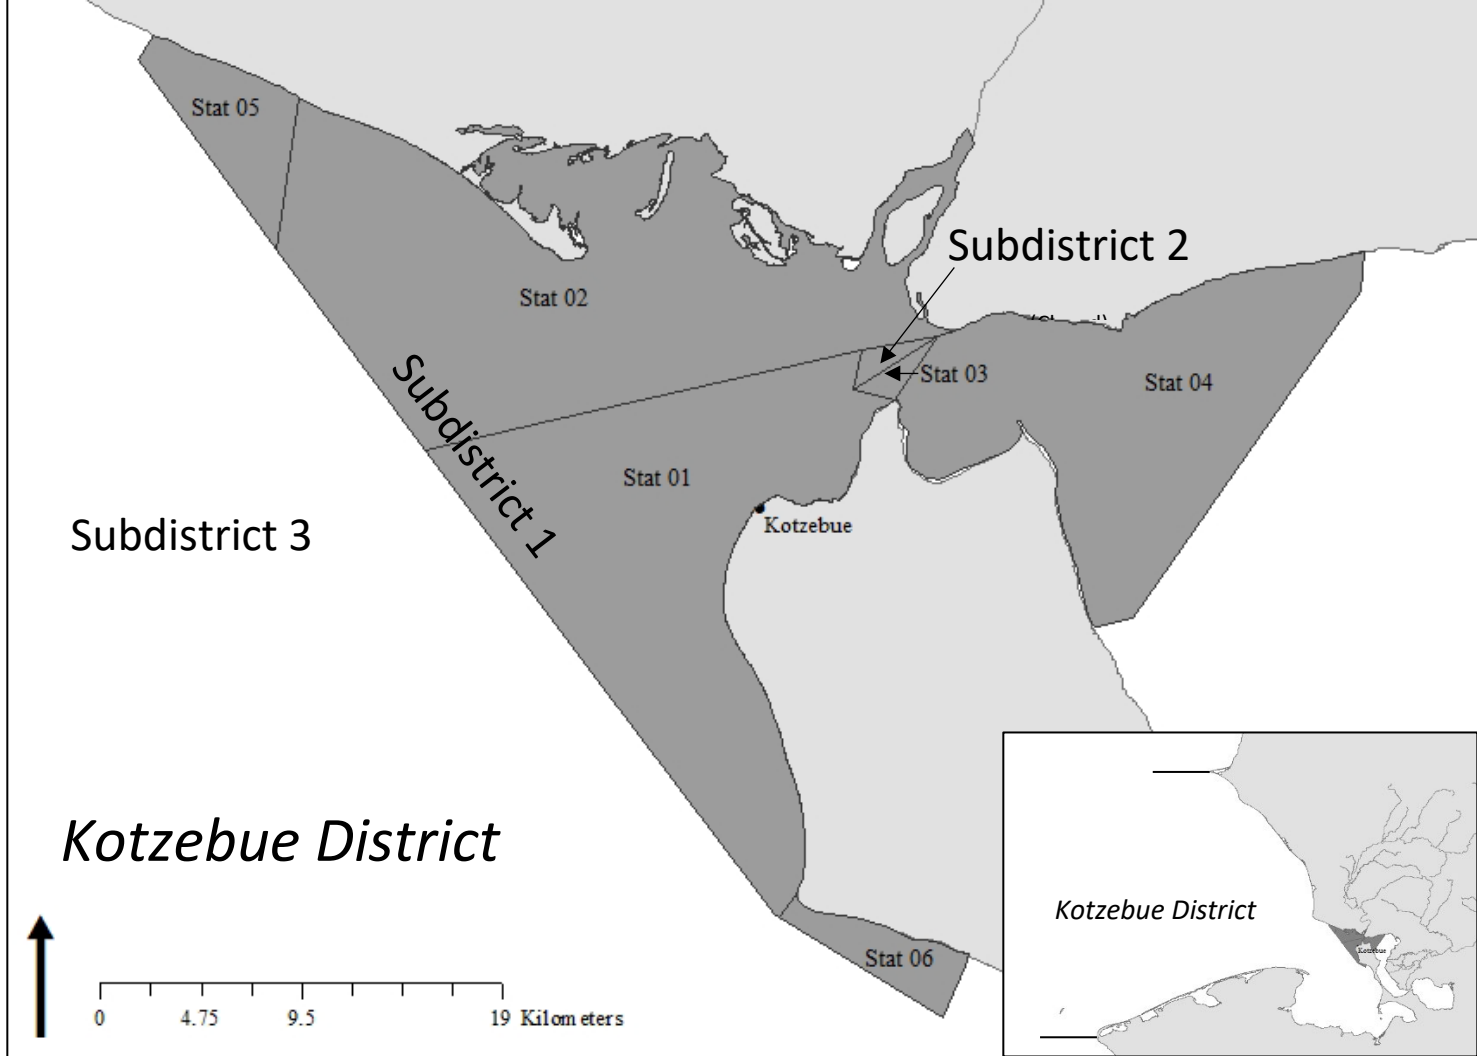 Stat 05
Subdistrict 2
Stat 02
Stat 03
Stat 04
Subdistrict 1
Stat 01
Kotzebue
Subdistrict 3
Kotzebue District
Kotzebue District
Kotzebue
Stat 06
0 4.75 9.5 19 Kilometers